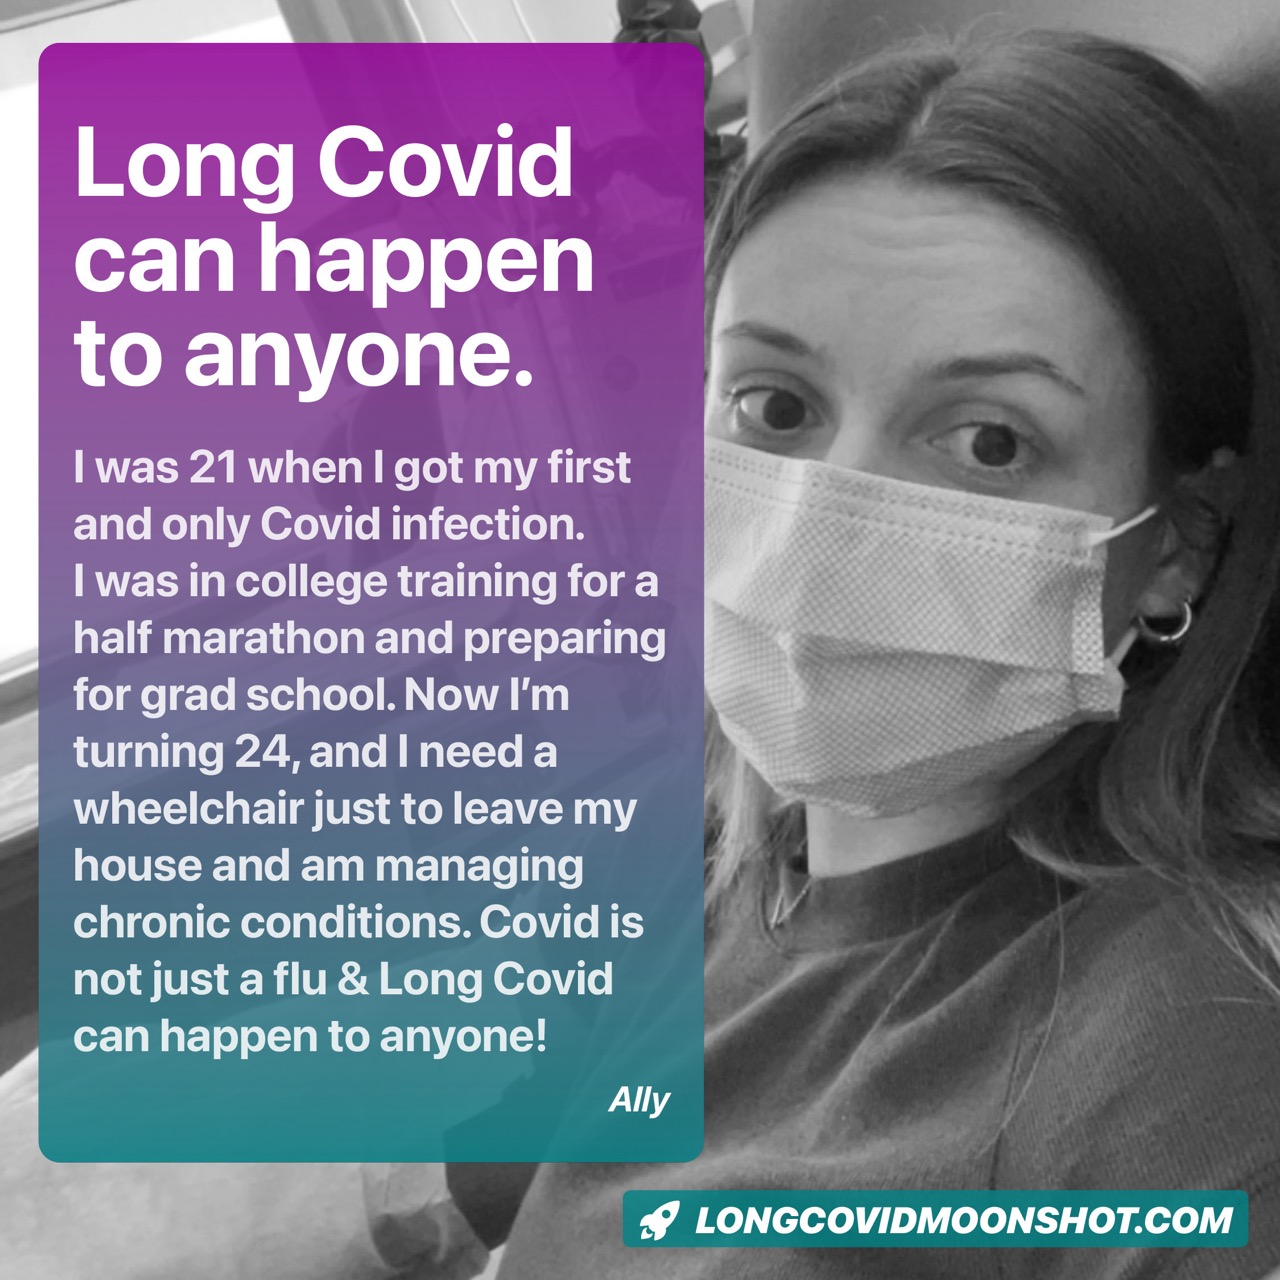 Long Covid
can happen
to anyone.
I was 21 when I got my first
and only Covid infection.
I was in college training for a
half marathon and preparing
for grad school. Now I’m
turning 24, and I need a
wheelchair just to leave my
house and am managing
chronic conditions. Covid is
not just a flu & Long Covid
can happen to anyone!
Ally
LONGCOVIDMOONSHOT.COM